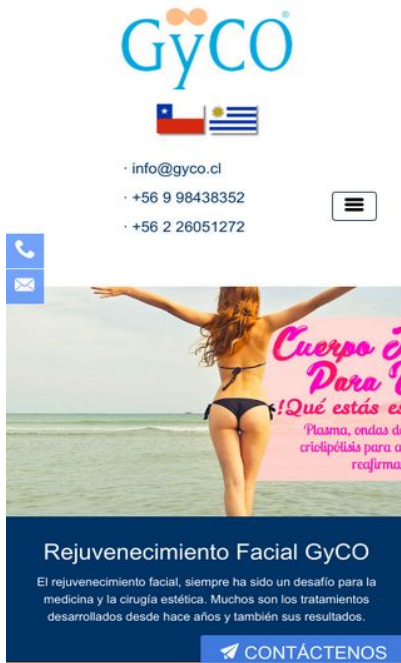 GyCO
· info@gyco.cl
· +56 9 98438352
· +56 2 26051272
Cuerpo
Para
!Qué estás
Plasma, ondas
criolipólisis para
Rejuvenecimiento Facial GyCO
El rejuvenecimiento facial, siempre ha sido un desafío para la
medicina y la cirugía estética. Muchos son los tratamientos
desarrollados desde hace años y también sus resultados.
CONTÁCTENOS